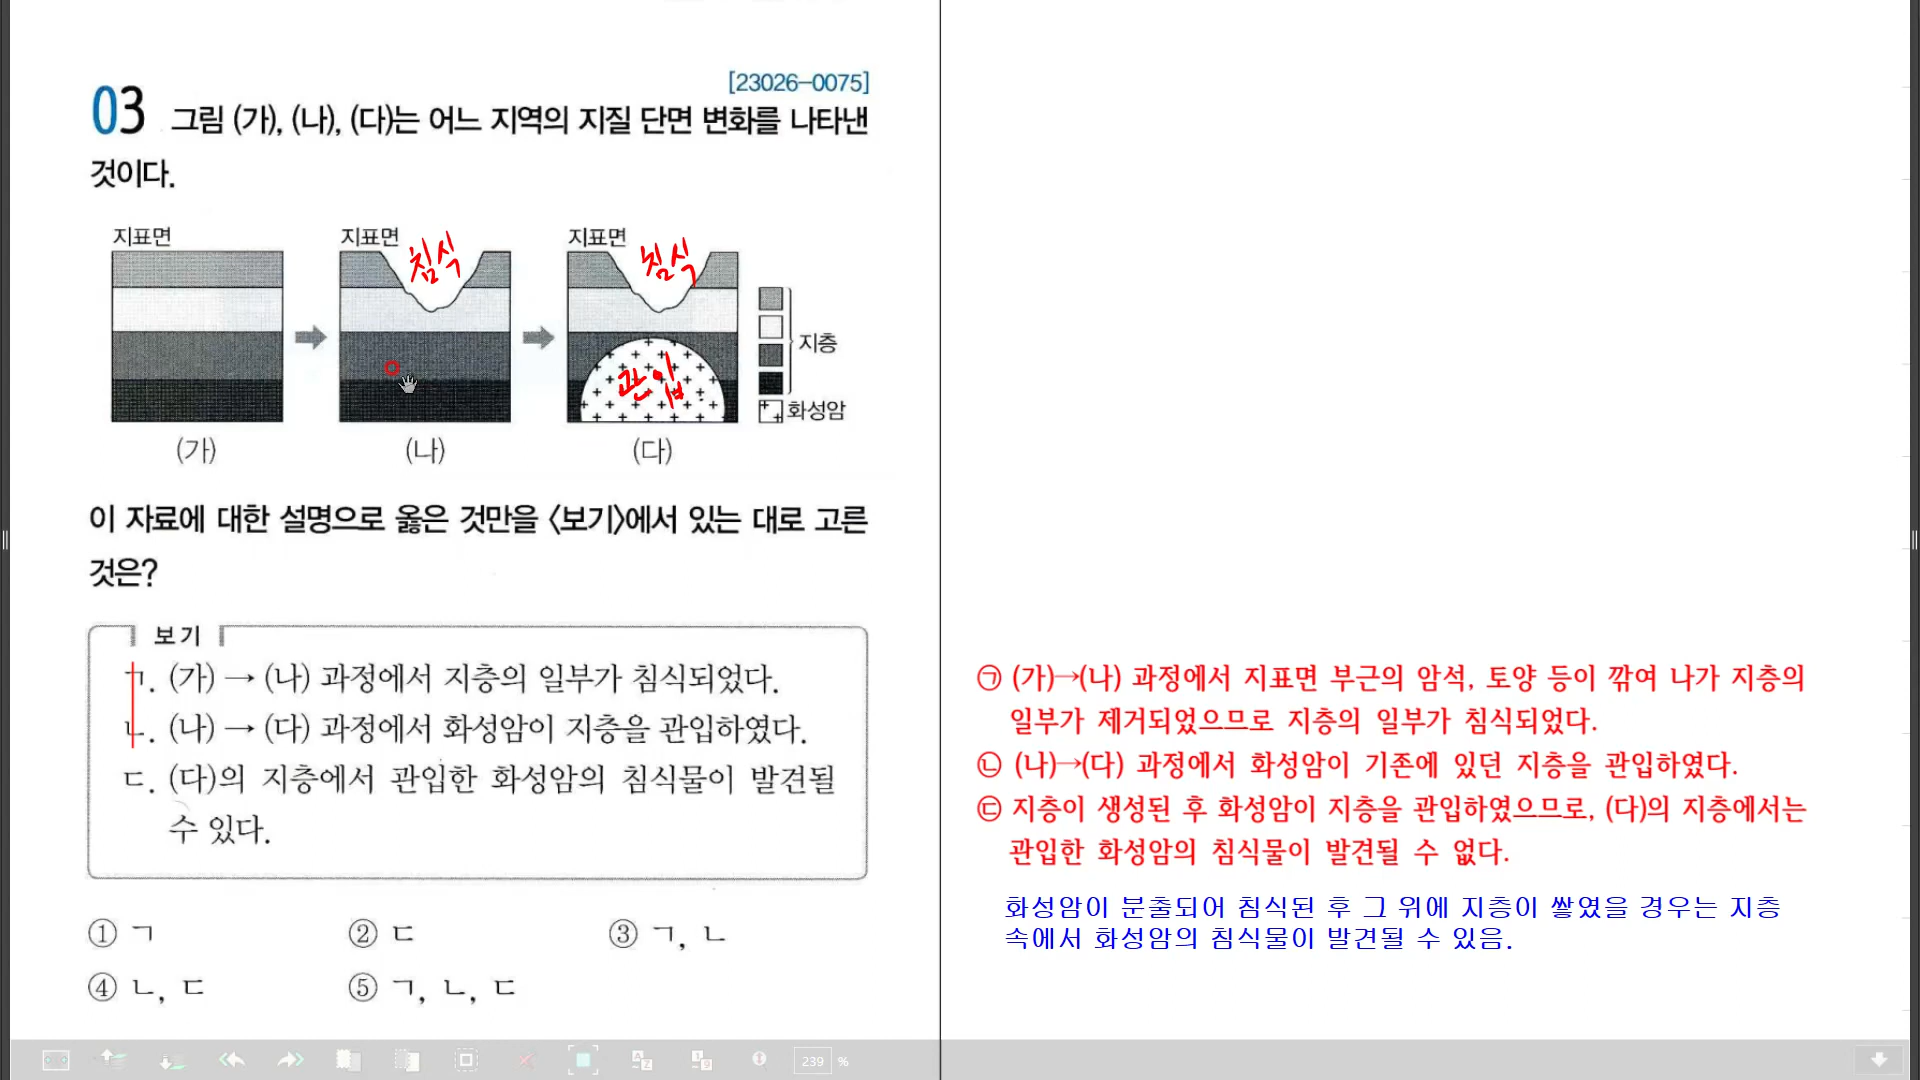 [23026-0075]
03 그림 (가), (나), (다)는 어느 지역의 지질 단면 변화를 나타낸
것이다.
지표면 지표면 지표면
침식 침식
관입
지층
화성암
(가) (나) (다)
이 자료에 대한 설명으로 옳은 것만을 <보기>에서 있는 대로 고른
것은?
보기
ㄱ. (가) → (나) 과정에서 지층의 일부가 침식되었다.
ㄴ. (나) → (다) 과정에서 화성암이 지층을 관입하였다.
ㄷ. (다)의 지층에서 관입한 화성암의 침식물이 발견될
수 있다.
① ㄱ ② ㄷ ③ ㄱ, ㄴ
④ ㄴ, ㄷ ⑤ ㄱ, ㄴ, ㄷ
㉠ (가)→(나) 과정에서 지표면 부근의 암석, 토양 등이 깎여 나가 지층의
일부가 제거되었으므로 지층의 일부가 침식되었다.
㉡ (나)→(다) 과정에서 화성암이 기존에 있던 지층을 관입하였다.
㉢ 지층이 생성된 후 화성암이 지층을 관입하였으므로, (다)의 지층에서는
관입한 화성암의 침식물이 발견될 수 없다.
화성암이 분출되어 침식된 후 그 위에 지층이 쌓였을 경우는 지층
속에서 화성암의 침식물이 발견될 수 있음.
239 %